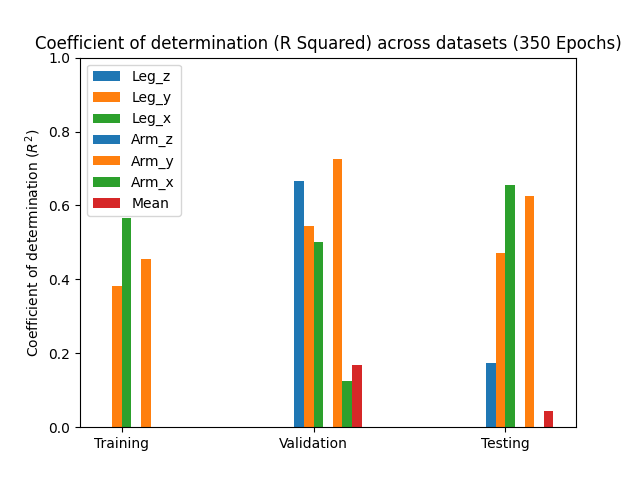 Coefficient of determination (R Squared) across datasets (350 Epochs)
Coefficient of determination (R²)
1.0
0.8
0.6
0.4
0.2
0.0
Leg_z
Leg_y
Leg_x
Arm_z
Arm_y
Arm_x
Mean
Training Validation Testing